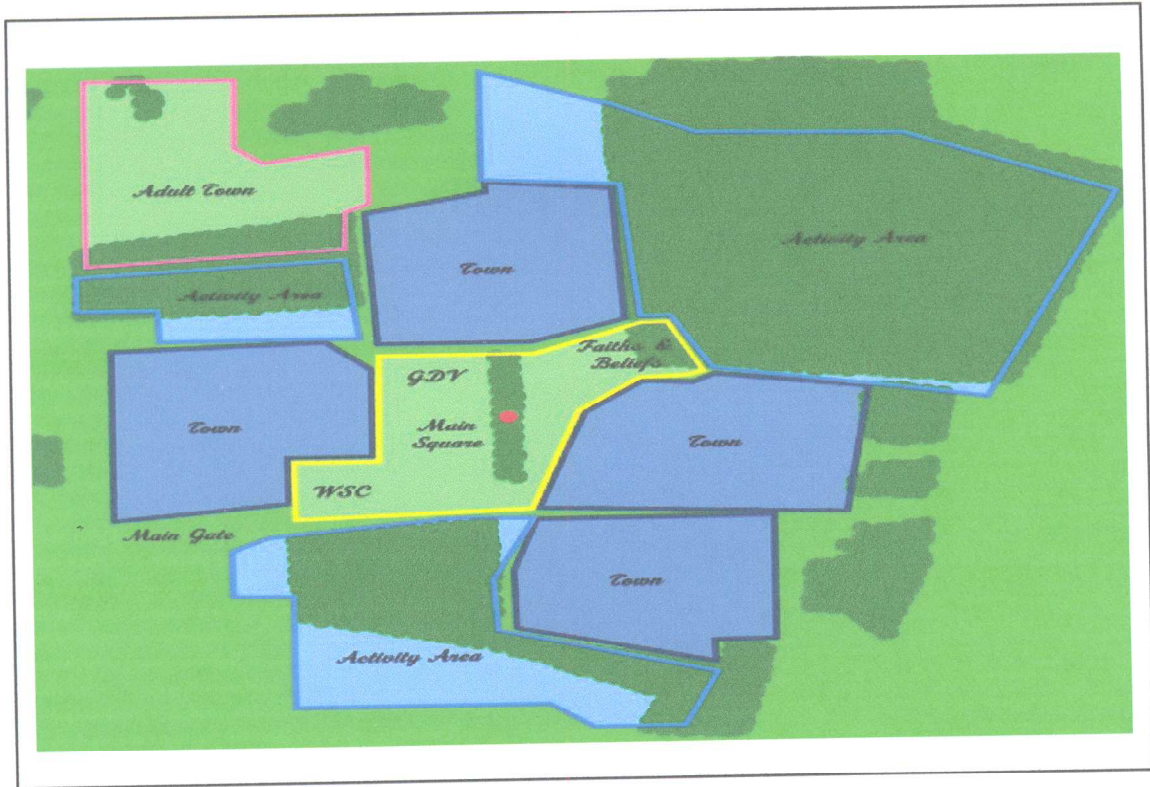 Adult Town
Activity Area
Town
Activity Area
Faiths &
Beliefs
GDV
Town
Main
Square
Town
WSC
Main Gate
Town
Activity Area